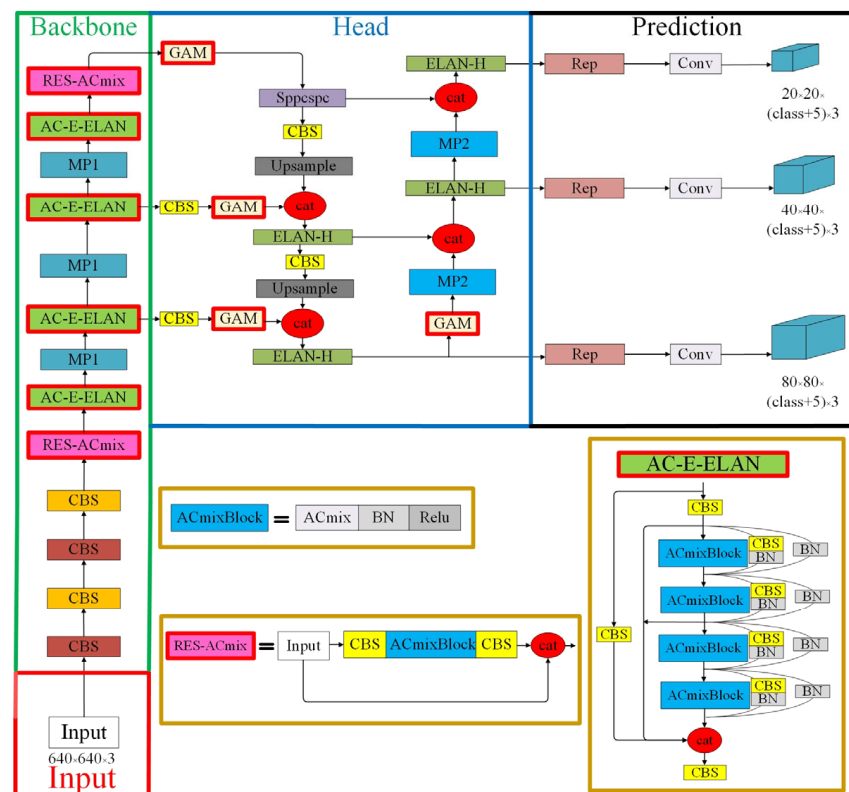 Backbone
Head
Prediction
GAM
RES-ACmix
AC-E-ELAN
MP1
AC-E-ELAN
MP1
AC-E-ELAN
MP1
AC-E-ELAN
RES-ACmix
CBS
CBS
CBS
CBS
Input
640×640×3
Input
Sppcspc
CBS
Upsample
CBS
GAM
cat
ELAN-H
CBS
Upsample
CBS
GAM
cat
ELAN-H
ELAN-H
cat
MP2
ELAN-H
cat
MP2
GAM
Rep
Conv
20×20×
(class+5)×3
Rep
Conv
40×40×
(class+5)×3
Rep
Conv
80×80×
(class+5)×3
ACmixBlock = ACmix BN Relu
RES-ACmix = Input CBS ACmixBlock CBS cat
AC-E-ELAN
CBS
ACmixBlock
CBS
BN
BN
ACmixBlock
CBS
BN
BN
CBS
ACmixBlock
CBS
BN
BN
ACmixBlock
CBS
BN
BN
cat
CBS